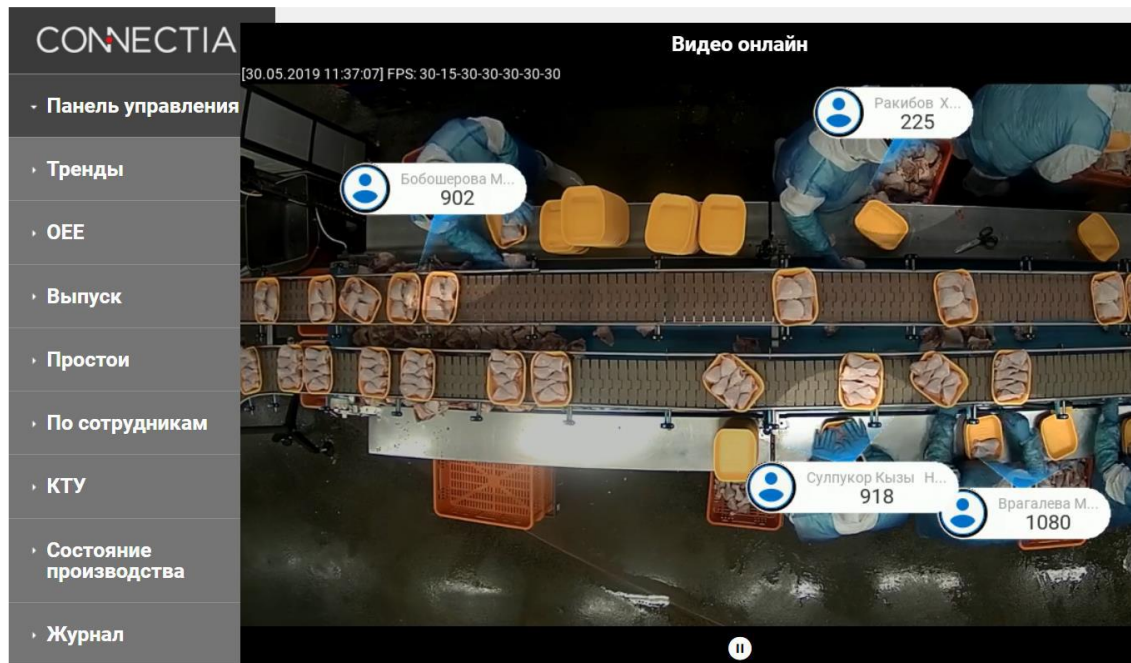 CONNECTIA
Панель управления
Тренды
OEE
Выпуск
Простои
По сотрудникам
КТУ
Состояние
производства
Журнал
Видео онлайн
[30.05.2019 11:37:07] FPS: 30-15-30-30-30-30-30
Ракибов Х...
225
Бобошерова М...
902
Сулпукор Кызы Н...
918
Врагалева М...
1080